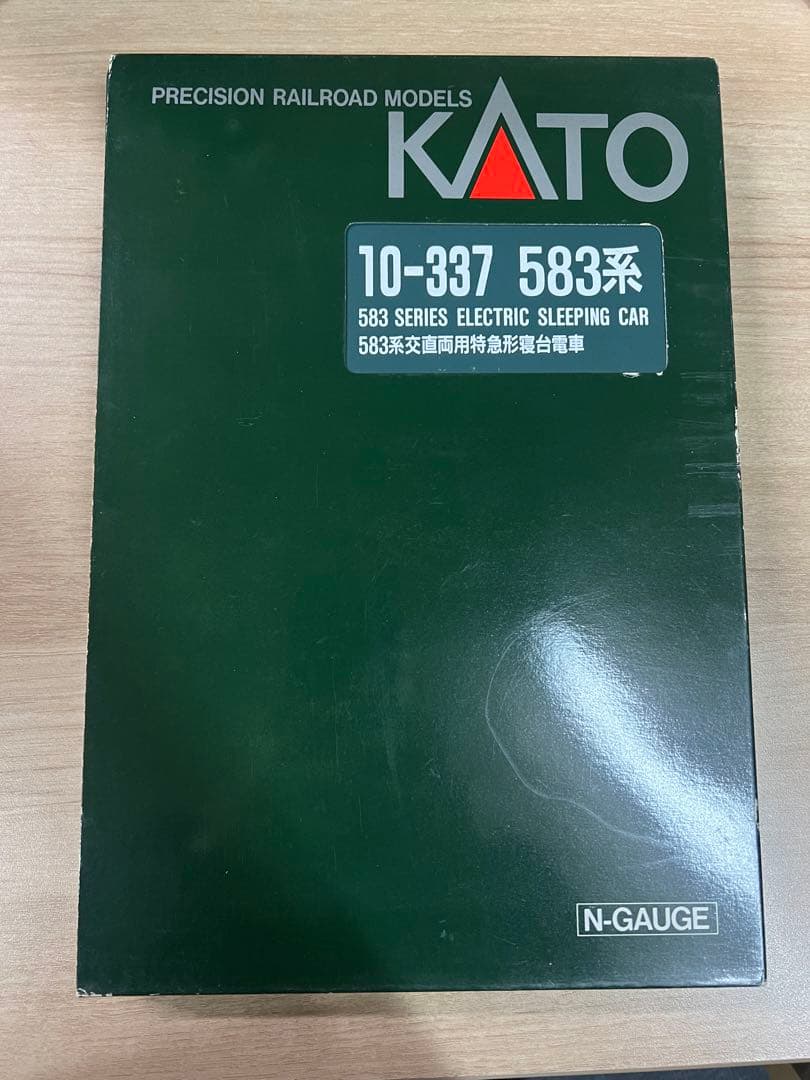 PRECISION RAILROAD MODELS
KATO
10-337 583系
583 SERIES ELECTRIC SLEEPING CAR
583系交直両用特急形寝台電車
N-GAUGE